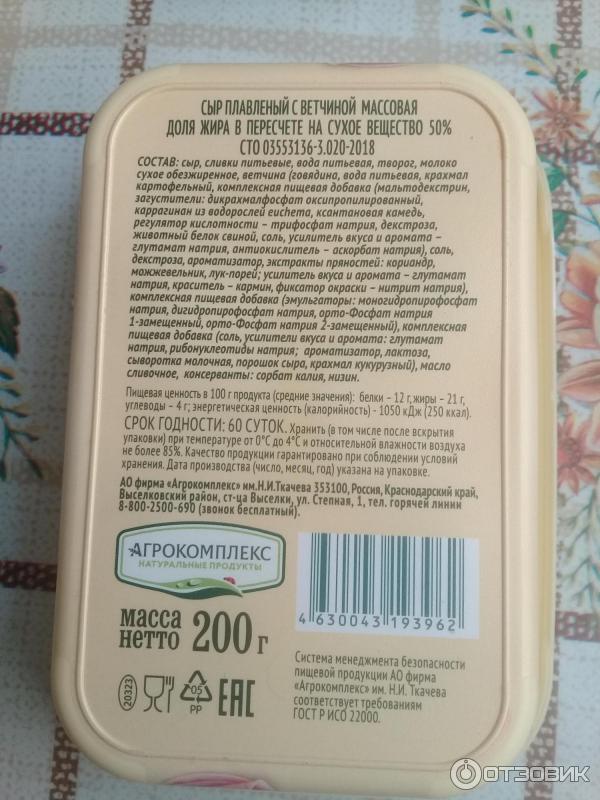 СЫР ПЛАВЛЕНЫЙ С ВЕТЧИНОЙ МАССОВАЯ
ДОЛЯ ЖИРА В ПЕРЕСЧЕТЕ НА СУХОЕ ВЕЩЕСТВО 50%
СТО 03553136-3.020-2018
СОСТАВ: сыр, сливки питьевые, вода питьевая, творог, молоко
сухое обезжиренное, ветчина (говядина, вода питьевая, крахмал
картофельный, комплексная пищевая добавка (мальтодекстрин,
загустители: дикрахмалфосфат оксипропилированный,
каррагинан из водорослей euchema, ксантановая камедь,
регулятор кислотности – трифосфат натрия, декстроза,
животный белок свиной, соль, усилитель вкуса и аромата –
глутамат натрия, антиокислитель – аскорбат натрия), соль,
декстроза, ароматизатор, экстракты пряностей: кориандр,
можжевельник, лук-порей; усилитель вкуса и аромата – глутамат
натрия, краситель – кармин, фиксатор окраски – нитрит натрия),
комплексная пищевая добавка (эмульгаторы: моногидропирофосфат
натрия, дигидропирофосфат натрия, орто-Фосфат натрия
1-замещенный, орто-Фосфат натрия 2-замещенный), комплексная
пищевая добавка (соль, усилители вкуса и аромата: глутамат
натрия, рибонуклеотиды натрия; ароматизатор, лактоза,
сыворотка молочная, порошок сыра, крахмал кукурузный), масло
сливочное, консерванты: сорбат калия, низин.
Пищевая ценность в 100 г продукта (средние значения): белки – 12 г, жиры – 21 г,
углеводы – 4 г; энергетическая ценность (калорийность) - 1050 кДж (250 ккал).
СРОК ГОДНОСТИ: 60 СУТОК. Хранить (в том числе после вскрытия
упаковки) при температуре от 0°С до 4°С и относительной влажности воздуха
не более 85%. Качество продукции гарантировано при соблюдении условий
хранения. Дата производства (число, месяц, год) указана на упаковке.
АО фирма «Агрокомплекс» им.Н.И.Ткачева 353100, Россия, Краснодарский край,
Выселковский район, ст-ца Выселки, ул. Степная, 1, тел. горячей линии
8-800-2500-690 (звонок бесплатный).
АГРОКОМПЛЕКС
НАТУРАЛЬНЫЕ ПРОДУКТЫ
масса
нетто 200 г
4 630043 193962
Система менеджмента безопасности
пищевой продукции АО фирма
«Агрокомплекс» им. Н.И. Ткачева
соответствует требованиям
ГОСТ Р ИСО 22000.
20323
05
PP
ЕАС
ОТЗОВИК